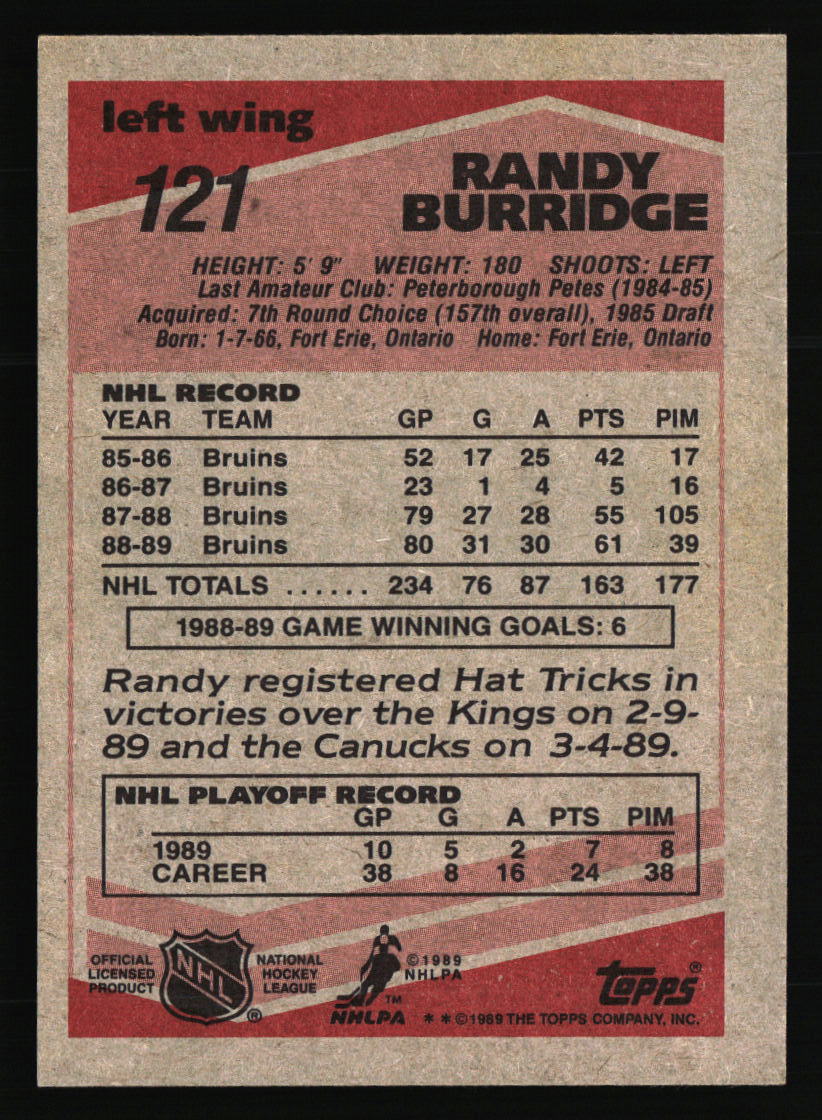 left wing
121
RANDY
BURRIDGE
HEIGHT: 5' 9" WEIGHT: 180 SHOOTS: LEFT
Last Amateur Club: Peterborough Petes (1984-85)
Acquired: 7th Round Choice (157th overall), 1985 Draft
Born: 1-7-66, Fort Erie, Ontario Home: Fort Erie, Ontario
NHL RECORD
YEAR TEAM GP G A PTS PIM
85-86 Bruins 52 17 25 42 17
86-87 Bruins 23 1 4 5 16
87-88 Bruins 79 27 28 55 105
88-89 Bruins 80 31 30 61 39
NHL TOTALS ...... 234 76 87 163 177
1988-89 GAME WINNING GOALS: 6
Randy registered Hat Tricks in
victories over the Kings on 2-9-
89 and the Canucks on 3-4-89.
NHL PLAYOFF RECORD
GP G A PTS PIM
1989 10 5 2 7 8
CAREER 38 8 16 24 38
OFFICIAL
LICENSED
PRODUCT
NHL
®
NATIONAL
HOCKEY
LEAGUE
TM
NHLPA
©1989
NHLPA
topps®
* * ©1989 THE TOPPS COMPANY, INC.